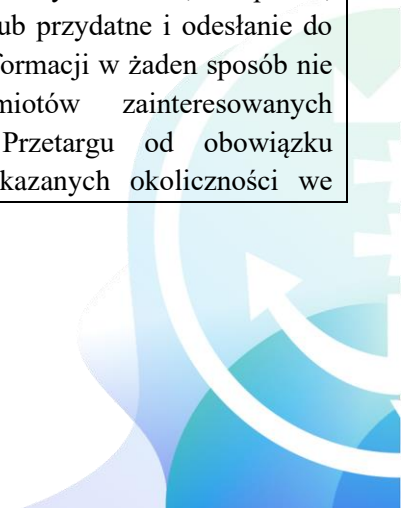 ub przydatne i odesłanie do
formacji w żaden sposób nie
miotów zainteresowanych
Przetargu od obowiązku
kazanych okoliczności we